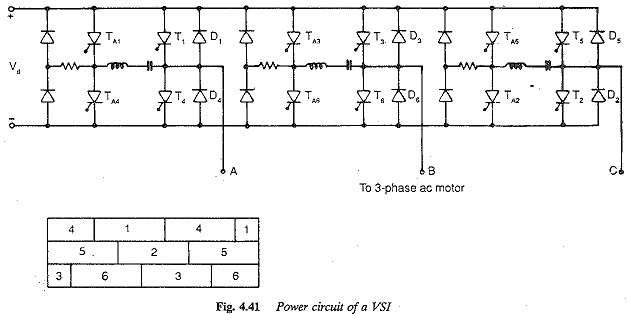 +
T_A1 T_1 D_1 T_A3 T_3 D_3 T_A5 T_5 D_5
V_d
T_A4 T_4 D_4 T_A6 T_6 D_6 T_A2 T_2 D_2
−
A B C
To 3-phase ac motor
4 1 4 1
5 2 5
3 6 3 6
Fig. 4.41 Power circuit of a VSI